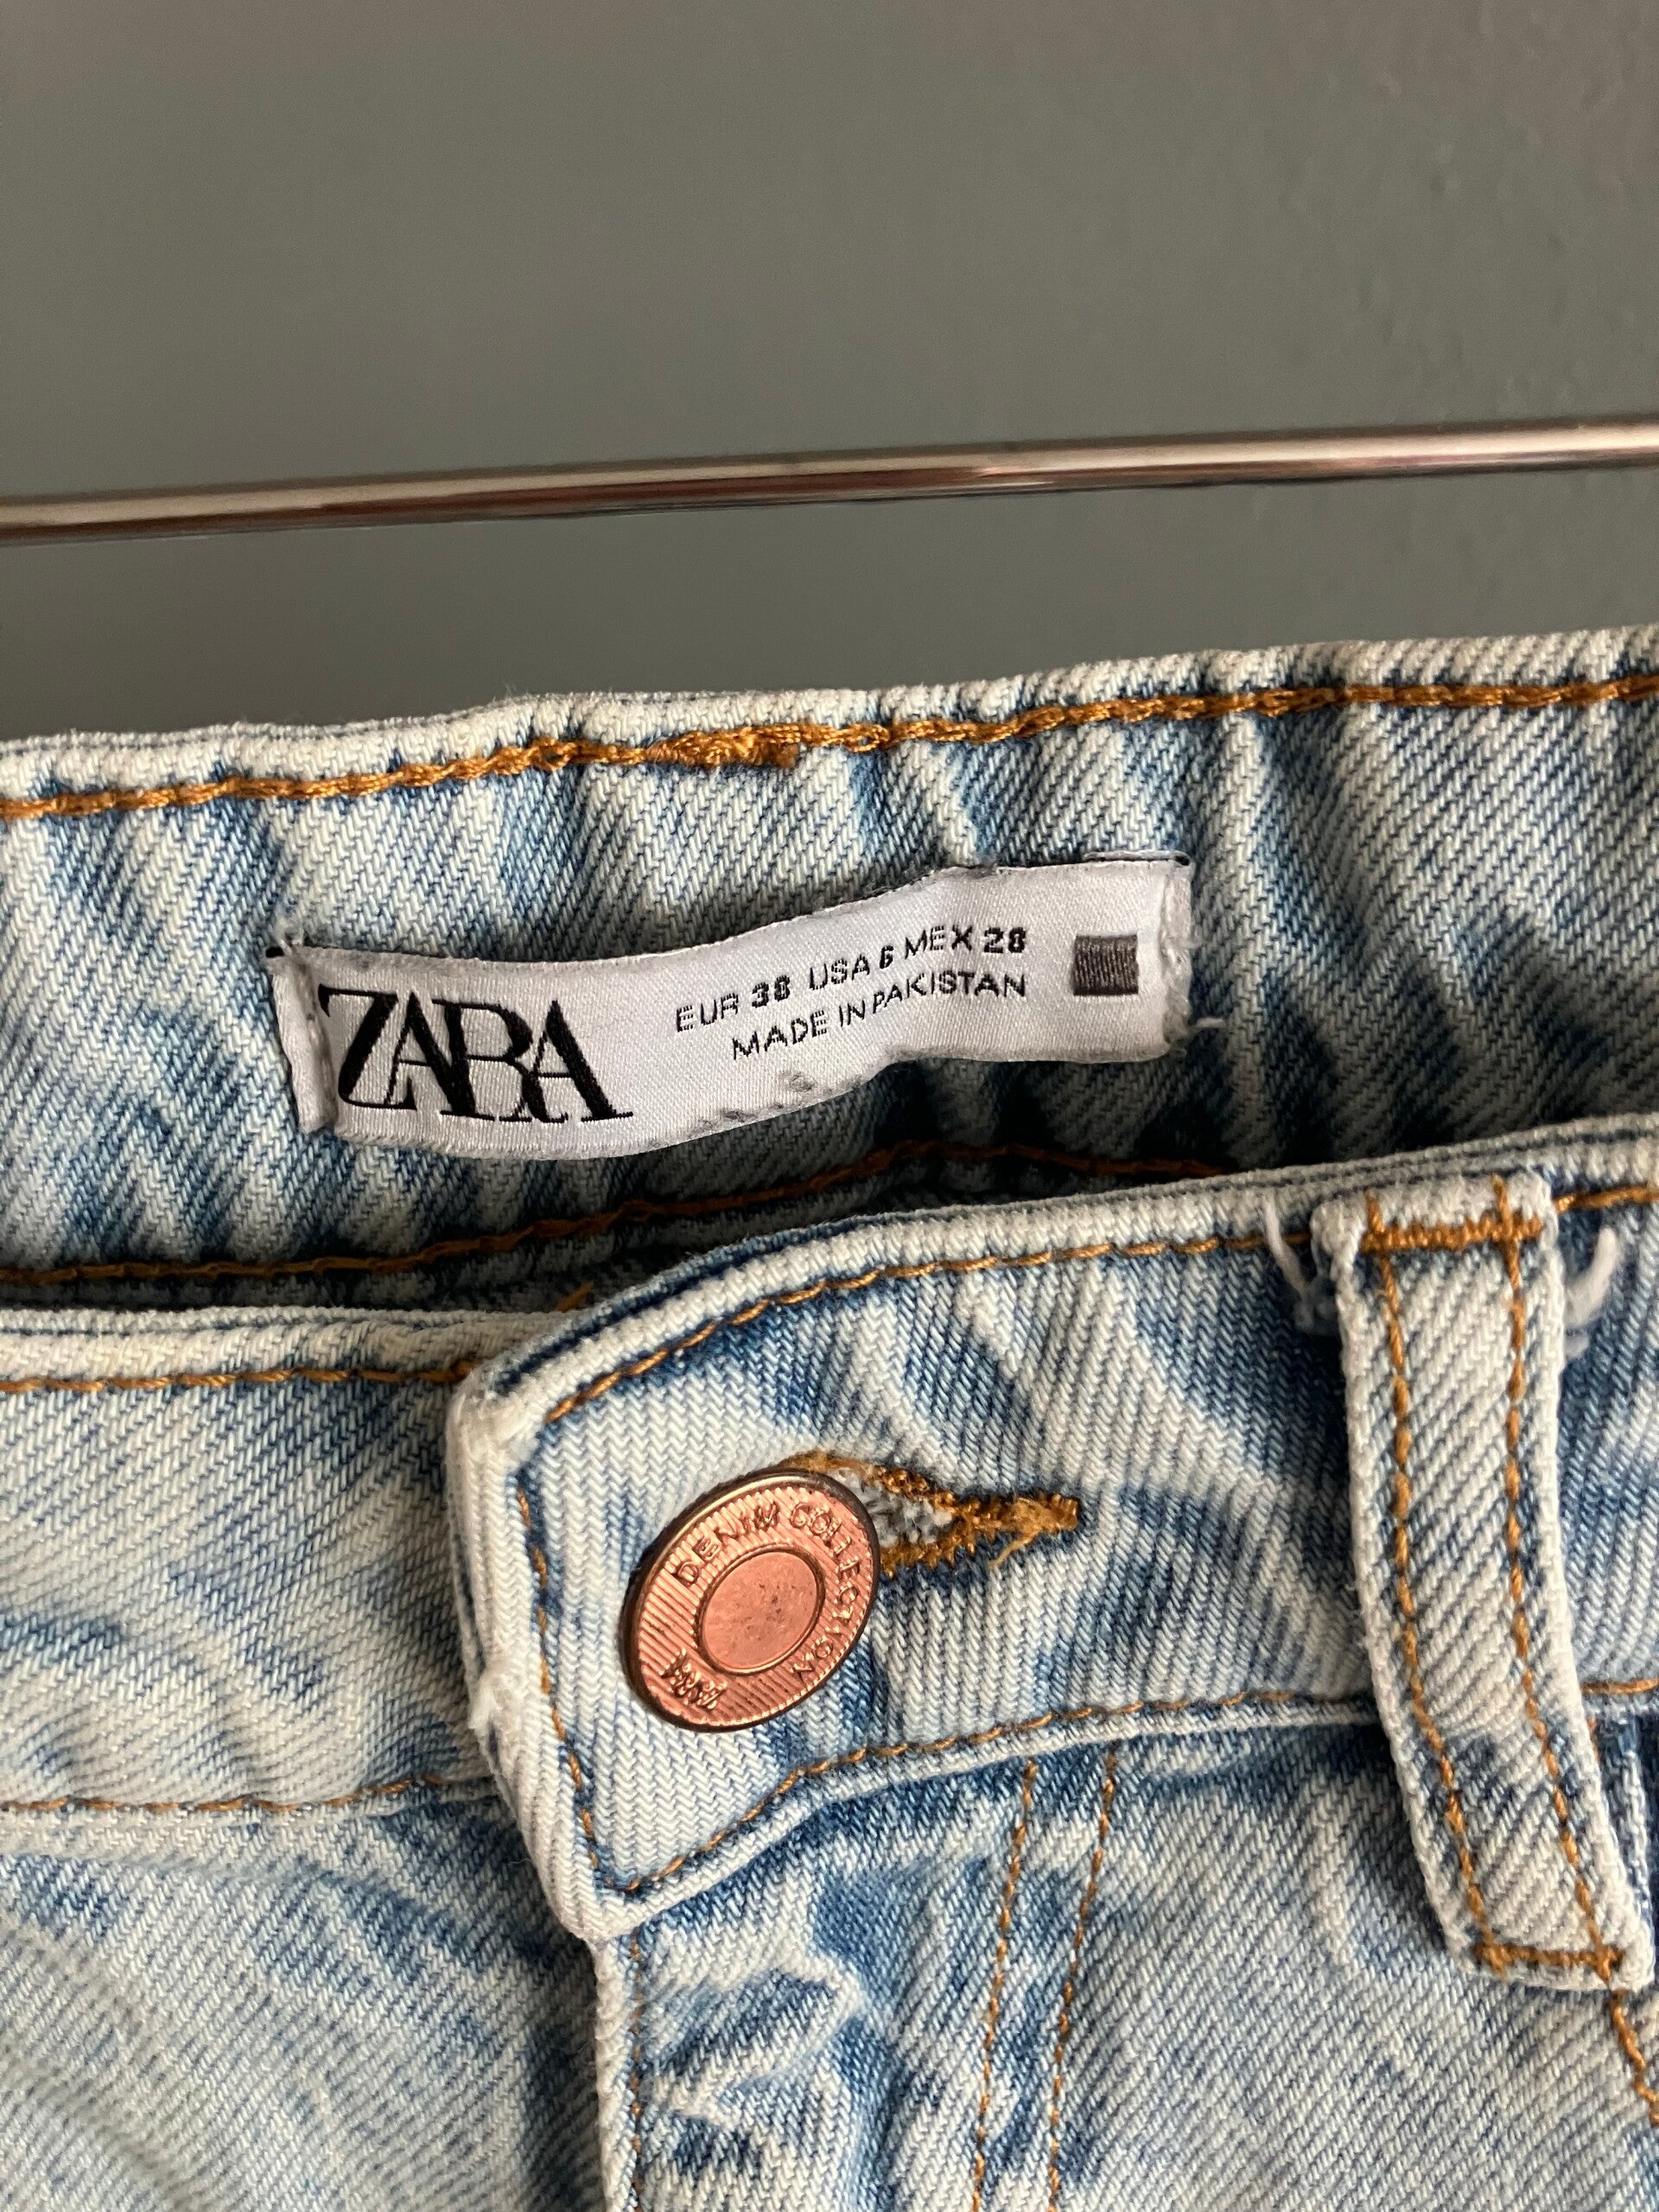 ZARA
EUR 38 USA 6 MEX 28
MADE IN PAKISTAN
DENIM COLLECTION
ZARA